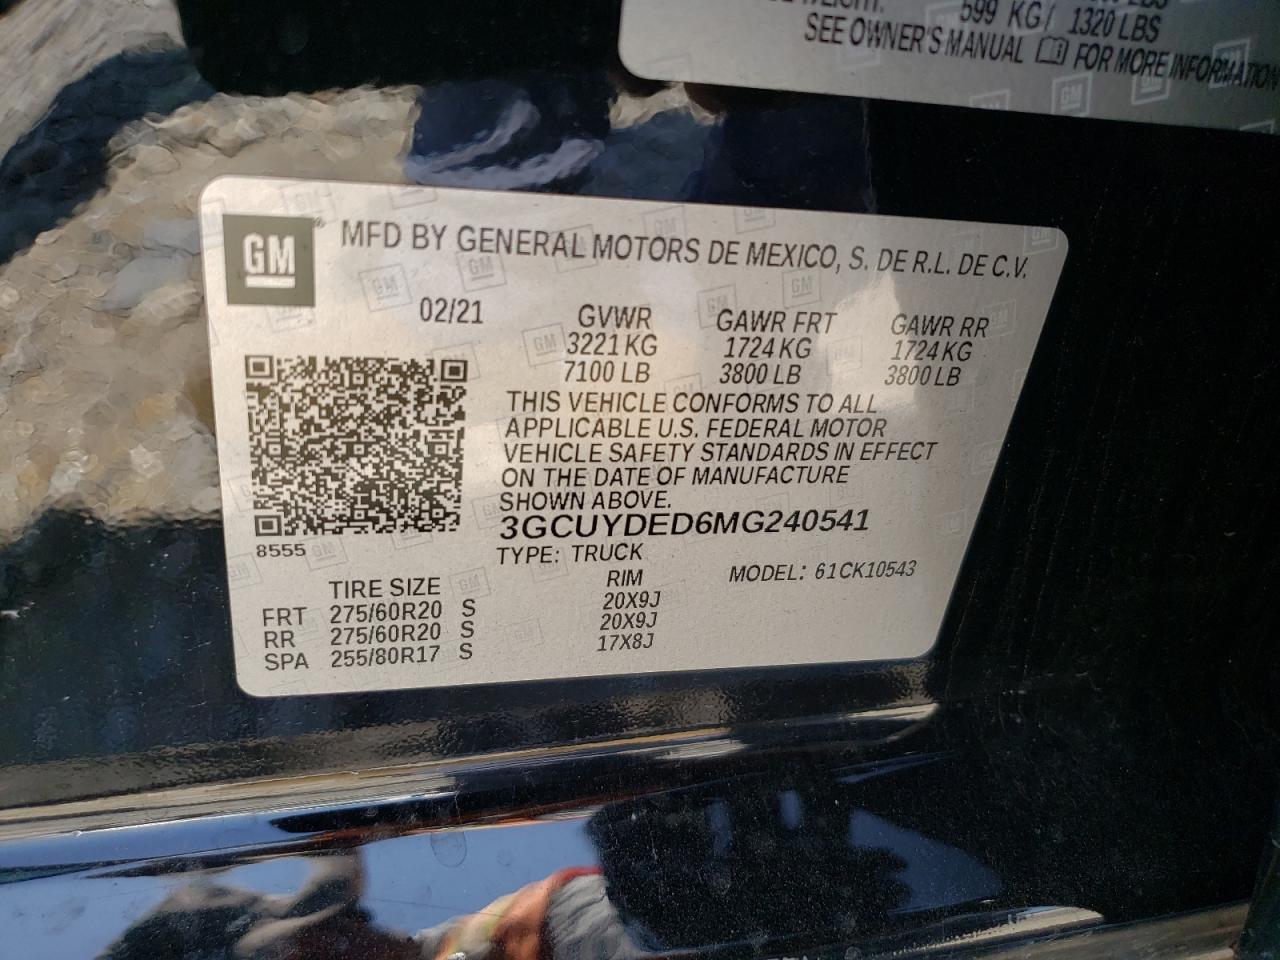 599 KG/ 1320 LBS
SEE OWNER'S MANUAL FOR MORE INFORMATION
GM ® MFD BY GENERAL MOTORS DE MEXICO, S. DE R.L. DE C.V.
02/21 GVWR GAWR FRT GAWR RR
3221 KG 1724 KG 1724 KG
7100 LB 3800 LB 3800 LB
THIS VEHICLE CONFORMS TO ALL
APPLICABLE U.S. FEDERAL MOTOR
VEHICLE SAFETY STANDARDS IN EFFECT
ON THE DATE OF MANUFACTURE
SHOWN ABOVE.
3GCUYDED6MG240541
8555
TYPE: TRUCK MODEL: 61CK10543
TIRE SIZE RIM
FRT 275/60R20 S 20X9J
RR 275/60R20 S 20X9J
SPA 255/80R17 S 17X8J